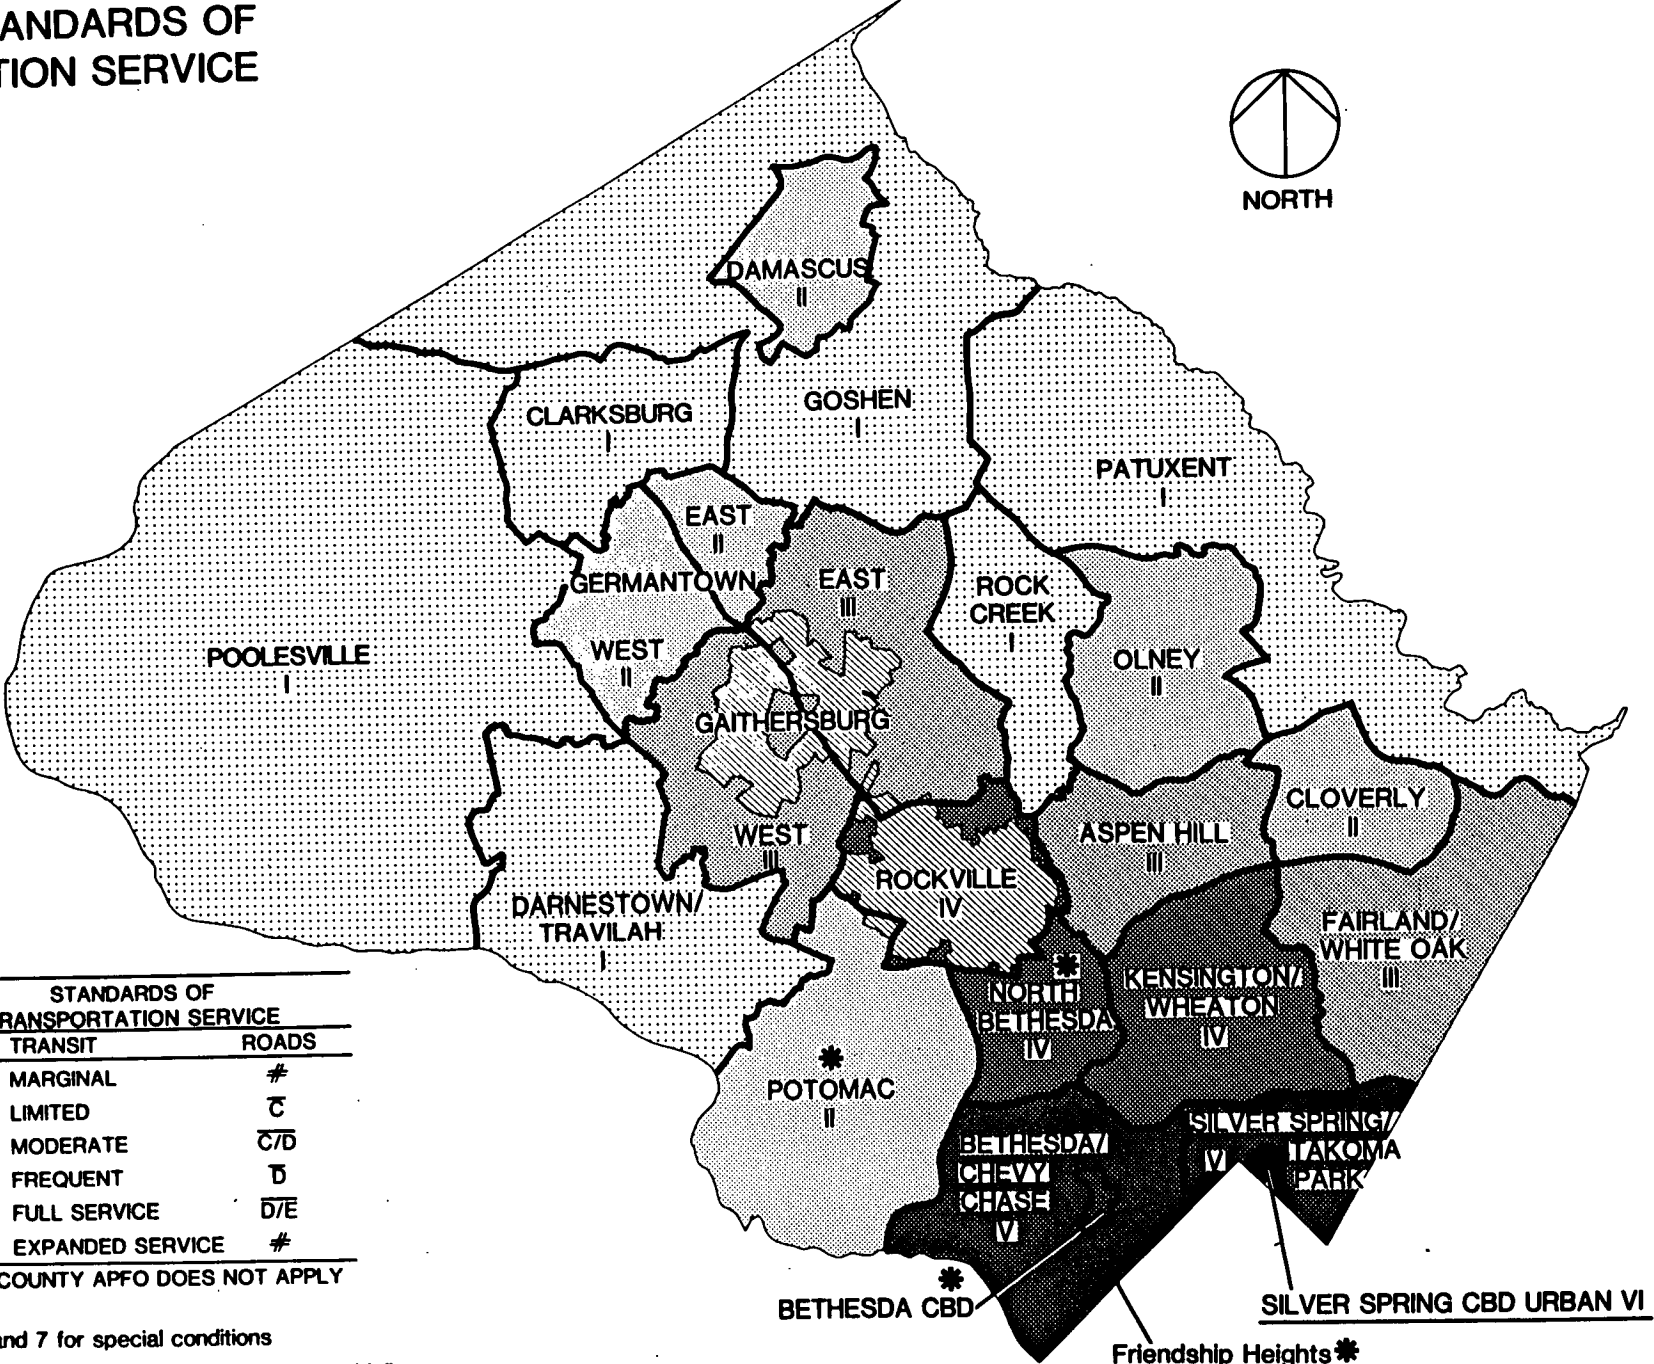 ANDARDS OF
TION SERVICE
NORTH
DAMASCUS
II
GOSHEN
I
CLARKSBURG
I
PATUXENT
I
EAST
II
GERMANTOWN
WEST
II
EAST
III
ROCK
CREEK
I
OLNEY
II
POOLESVILLE
I
GAITHERSBURG
WEST
III
CLOVERLY
II
ASPEN HILL
III
ROCKVILLE
IV
DARNESTOWN/
TRAVILAH
I
FAIRLAND/
WHITE OAK
III
✱
NORTH
BETHESDA
IV
KENSINGTON/
WHEATON
IV
✱
POTOMAC
II
BETHESDA/
CHEVY
CHASE
V
SILVER SPRING/
TAKOMA
PARK
V
STANDARDS OF
RANSPORTATION SERVICE
TRANSIT ROADS
MARGINAL #
LIMITED C̅
MODERATE C̅/D̅
FREQUENT D̅
FULL SERVICE D̅/E̅
EXPANDED SERVICE #
COUNTY APFO DOES NOT APPLY
and 7 for special conditions
✱
BETHESDA CBD
SILVER SPRING CBD URBAN VI
Friendship Heights✱